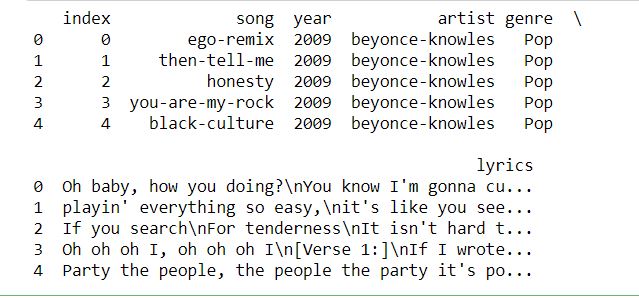 index song year artist genre \
0 0 ego-remix 2009 beyonce-knowles Pop
1 1 then-tell-me 2009 beyonce-knowles Pop
2 2 honesty 2009 beyonce-knowles Pop
3 3 you-are-my-rock 2009 beyonce-knowles Pop
4 4 black-culture 2009 beyonce-knowles Pop
lyrics
0 Oh baby, how you doing?\nYou know I'm gonna cu...
1 playin' everything so easy,\nit's like you see...
2 If you search\nFor tenderness\nIt isn't hard t...
3 Oh oh oh I, oh oh oh I\n[Verse 1:]\nIf I wrote...
4 Party the people, the people the party it's po...